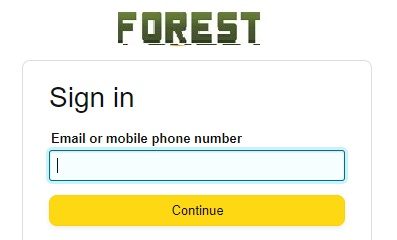 FOREST
Sign in
Email or mobile phone number
Continue